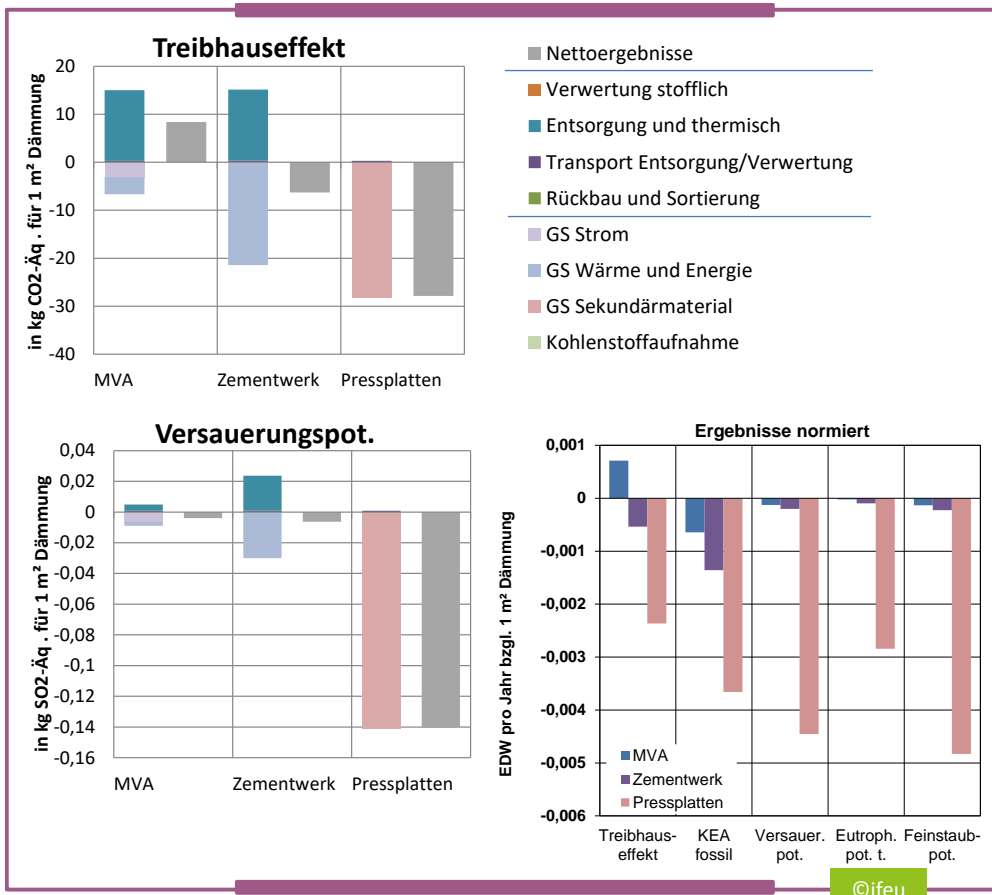 Treibhauseffekt
in kg CO2-Äq . für 1 m² Dämmung
20
10
0
-10
-20
-30
-40
MVA Zementwerk Pressplatten
Nettoergebnisse
Verwertung stofflich
Entsorgung und thermisch
Transport Entsorgung/Verwertung
Rückbau und Sortierung
GS Strom
GS Wärme und Energie
GS Sekundärmaterial
Kohlenstoffaufnahme
Versauerungspot.
in kg SO2-Äq . für 1 m² Dämmung
0,04
0,02
0
-0,02
-0,04
-0,06
-0,08
-0,1
-0,12
-0,14
-0,16
MVA Zementwerk Pressplatten
Ergebnisse normiert
EDW pro Jahr bzgl. 1 m² Dämmung
0,001
0
-0,001
-0,002
-0,003
-0,004
-0,005
-0,006
MVA
Zementwerk
Pressplatten
Treibhaus- KEA Versauer. Eutroph. Feinstaub-
effekt fossil pot. pot. t. pot.
©ifeu